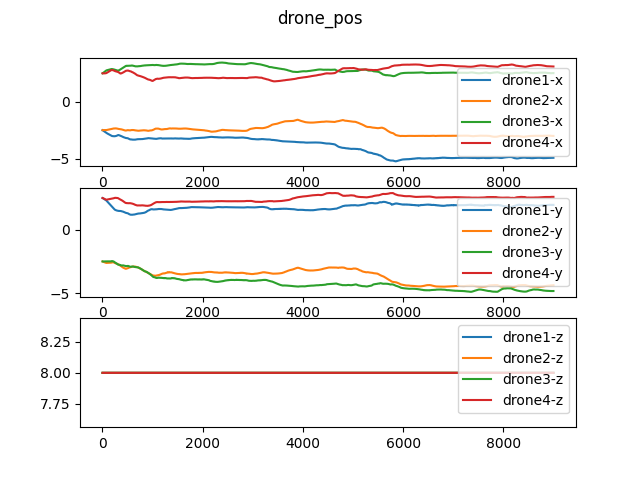 drone_pos
0
−5
drone1-x
drone2-x
drone3-x
drone4-x
0 2000 4000 6000 8000
0
−5
drone1-y
drone2-y
drone3-y
drone4-y
0 2000 4000 6000 8000
8.25
8.00
7.75
drone1-z
drone2-z
drone3-z
drone4-z
0 2000 4000 6000 8000